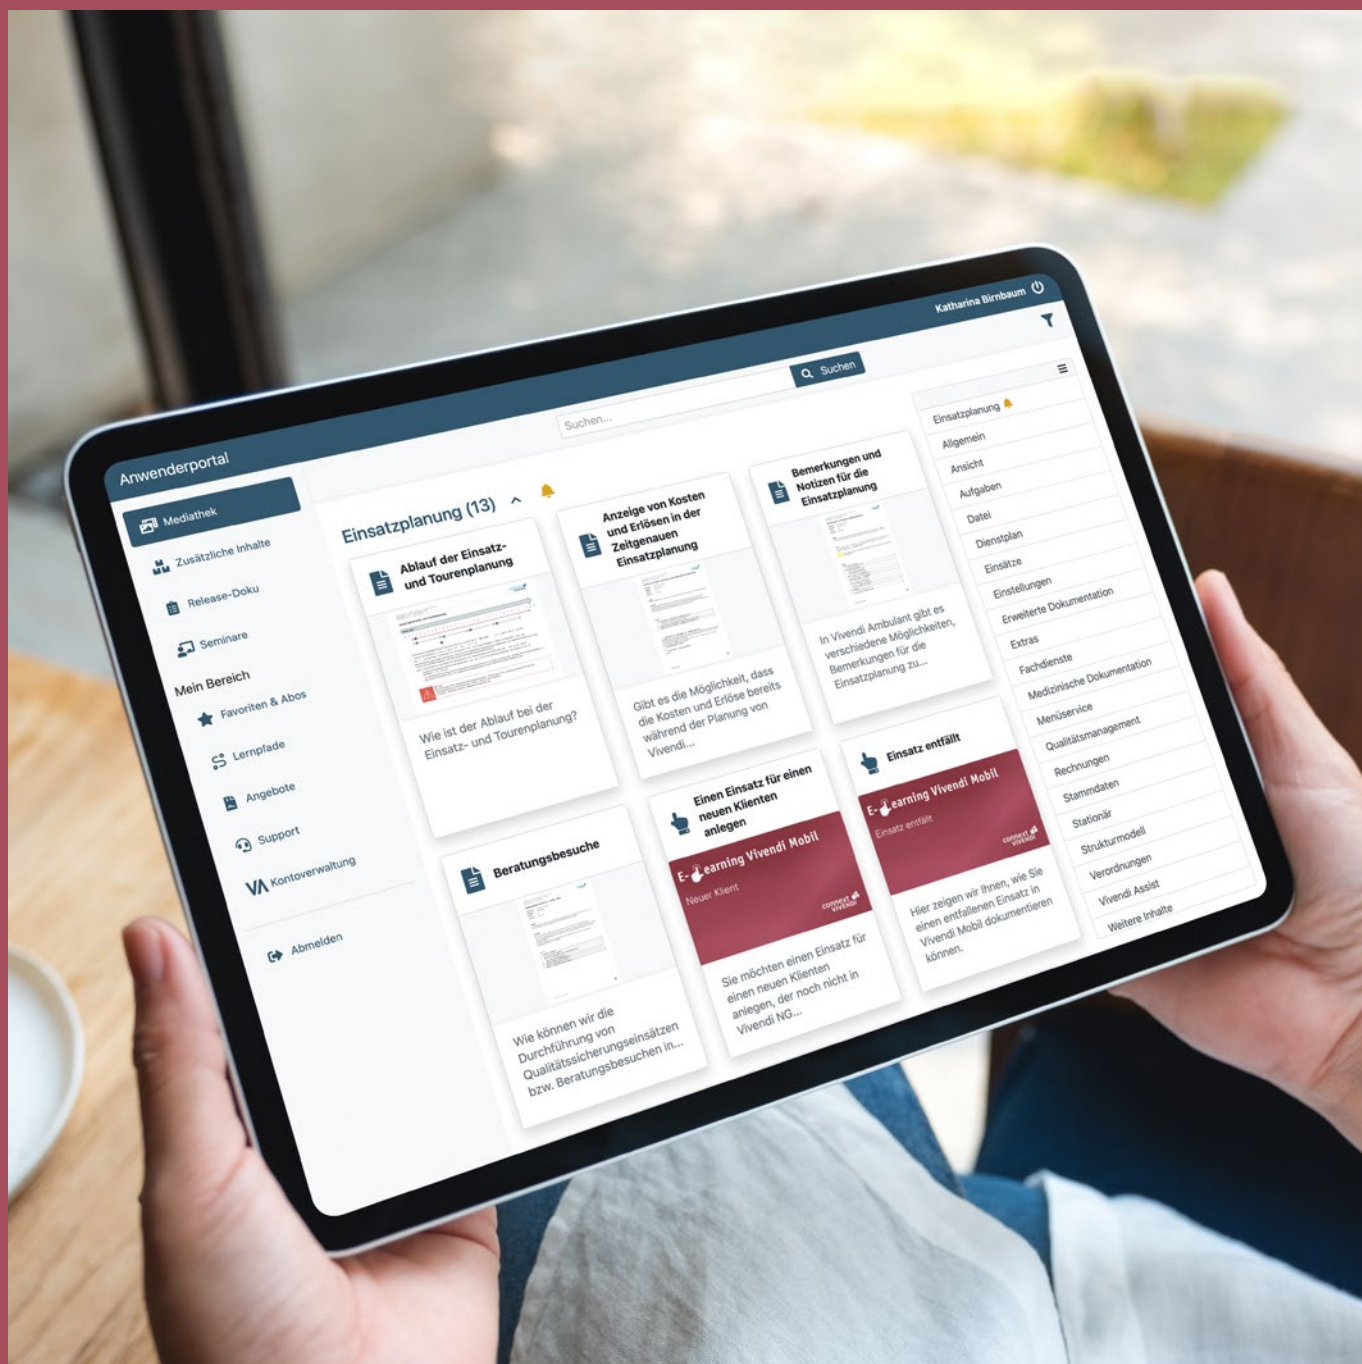 Anwenderportal
Katharina Birnbaum
Suchen...
Suchen
Mediathek
Zusätzliche Inhalte
Release-Doku
Seminare
Mein Bereich
Favoriten & Abos
Lernpfade
Angebote
Support
Kontoverwaltung
Abmelden
Einsatzplanung (13)
Ablauf der Einsatz-
und Tourenplanung
Wie ist der Ablauf bei der
Einsatz- und Tourenplanung?
Anzeige von Kosten
und Erlösen in der
Zeitgenauen
Einsatzplanung
Gibt es die Möglichkeit, dass
die Kosten und Erlöse bereits
während der Planung von
Vivendi...
Bemerkungen und
Notizen für die
Einsatzplanung
In Vivendi Ambulant gibt es
verschiedene Möglichkeiten,
Bemerkungen für die
Einsatzplanung zu...
Beratungsbesuche
Wie können wir die
Durchführung von
Qualitätssicherungseinsätzen
bzw. Beratungsbesuchen in...
Einen Einsatz für einen
neuen Klienten
anlegen
E-Learning Vivendi Mobil
Neuer Klient
connext
VIVENDI
Sie möchten einen Einsatz für
einen neuen Klienten
anlegen, der noch nicht in
Vivendi NG...
Einsatz entfällt
E-Learning Vivendi Mobil
Einsatz entfällt
connext
VIVENDI
Hier zeigen wir Ihnen, wie Sie
einen entfallenen Einsatz in
Vivendi Mobil dokumentieren
können.
Einsatzplanung
Allgemein
Ansicht
Aufgaben
Datei
Dienstplan
Einsätze
Einstellungen
Erweiterte Dokumentation
Extras
Fachdienste
Medizinische Dokumentation
Menüservice
Qualitätsmanagement
Rechnungen
Stammdaten
Stationär
Strukturmodell
Verordnungen
Vivendi Assist
Weitere Inhalte